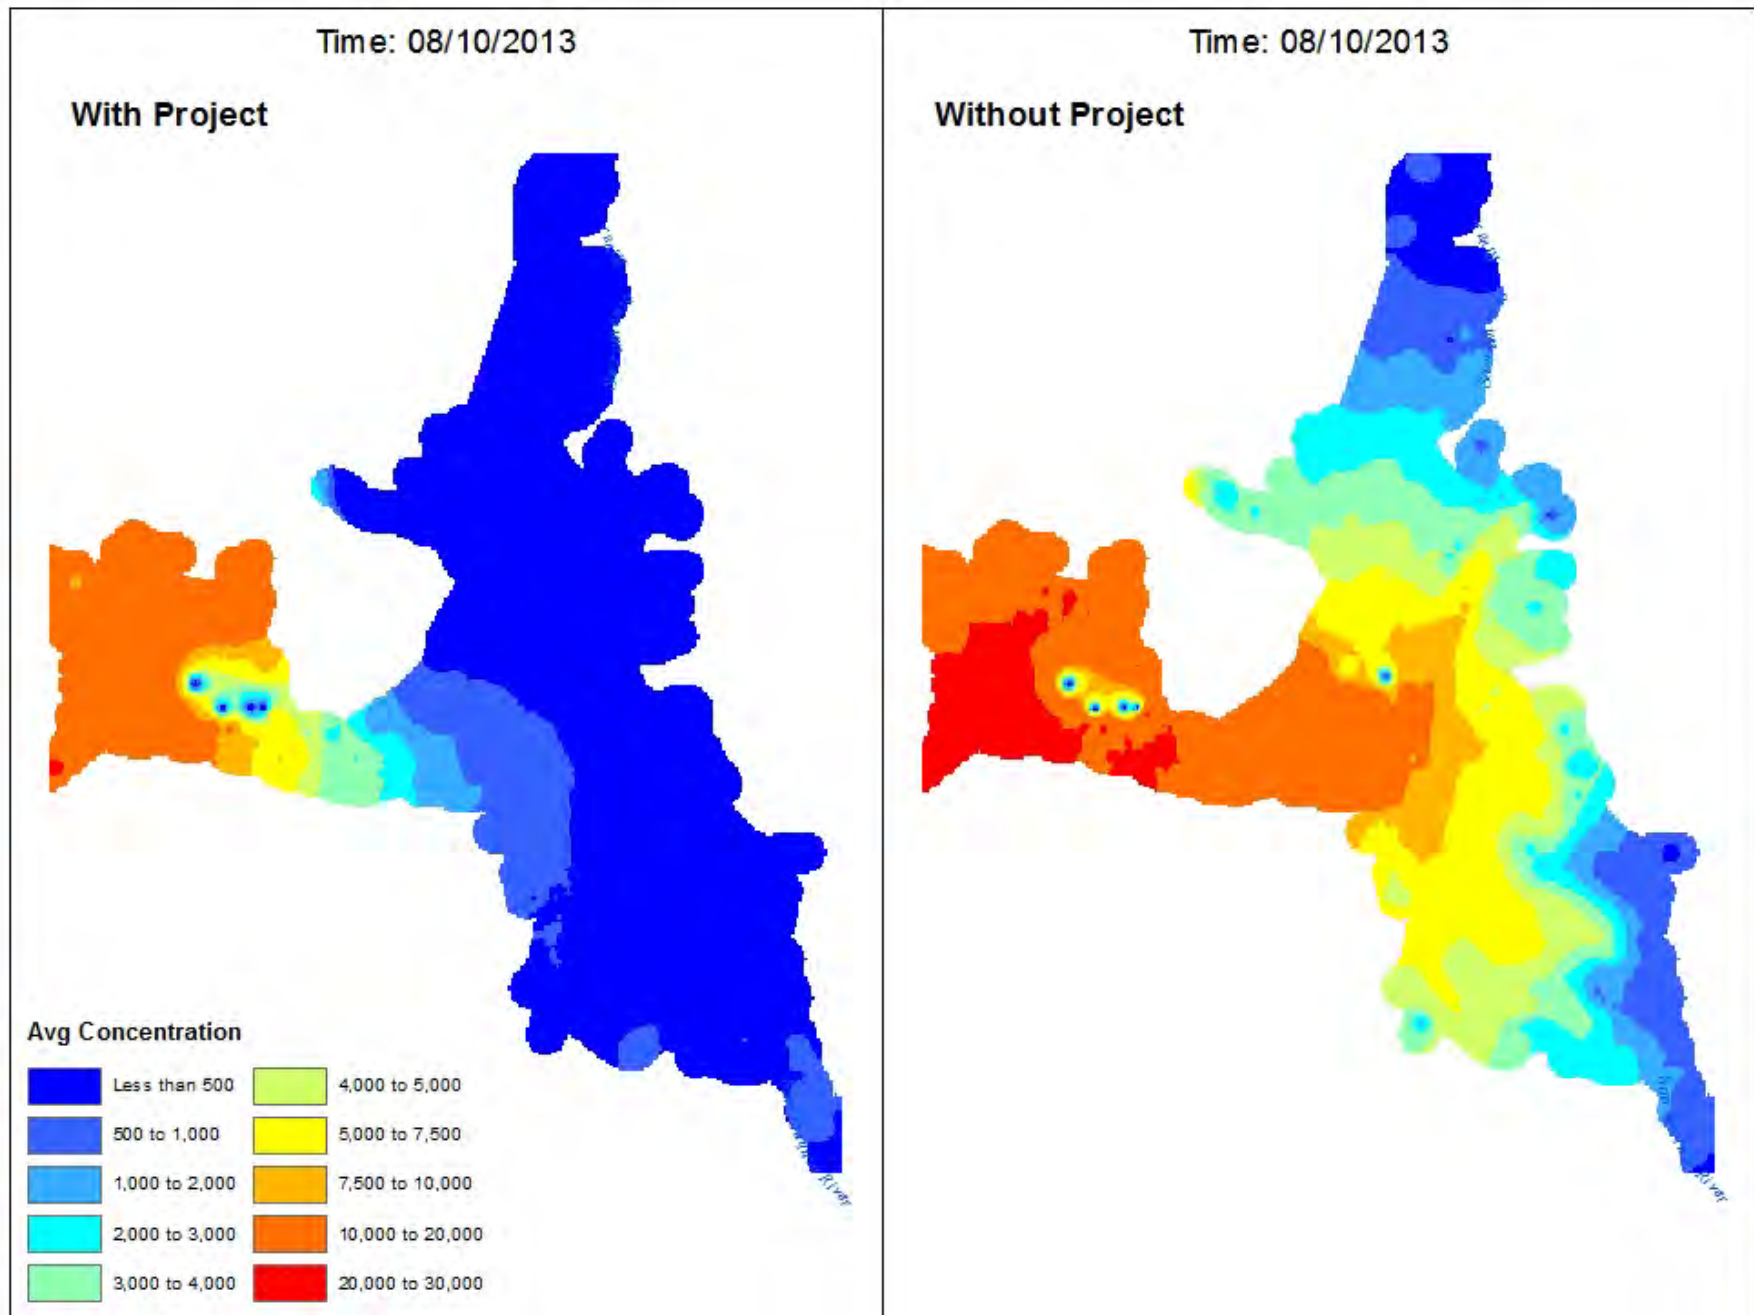 Time: 08/10/2013
With Project
Time: 08/10/2013
Without Project
Avg Concentration
Less than 500
500 to 1,000
1,000 to 2,000
2,000 to 3,000
3,000 to 4,000
4,000 to 5,000
5,000 to 7,500
7,500 to 10,000
10,000 to 20,000
20,000 to 30,000
River
River